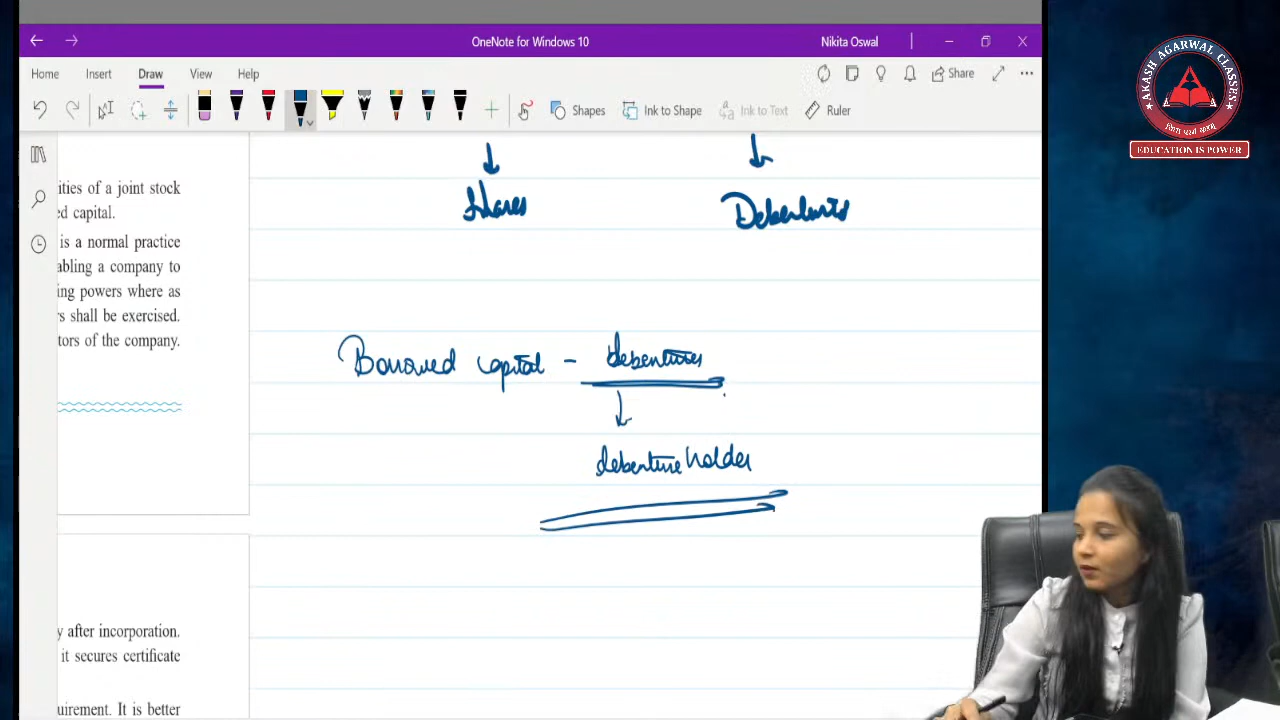 OneNote for Windows 10
Nikita Oswal
Home Insert Draw View Help
Share
Shapes Ink to Shape Ink to Text Ruler
AKASH AGARWAL CLASSES
EDUCATION IS POWER
ities of a joint stock
ed capital.
is a normal practice
abling a company to
ing powers where as
s shall be exercised.
tors of the company.
Shares
Debentures
Borrowed capital - debentures
debenture holder
y after incorporation.
it secures certificate
uirement. It is better